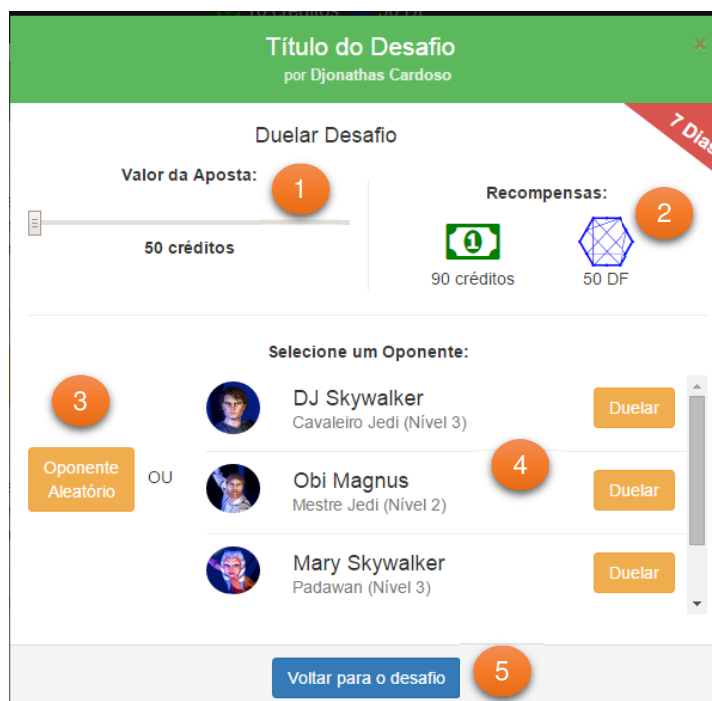 Título do Desafio
por Djonathas Cardoso
×
7 Dias
Duelar Desafio
Valor da Aposta:
1
50 créditos
Recompensas:
2
1
90 créditos
50 DF
Selecione um Oponente:
3
Oponente
Aleatório
OU
DJ Skywalker
Cavaleiro Jedi (Nível 3)
Duelar
4
Obi Magnus
Mestre Jedi (Nível 2)
Duelar
Mary Skywalker
Padawan (Nível 3)
Duelar
Voltar para o desafio
5